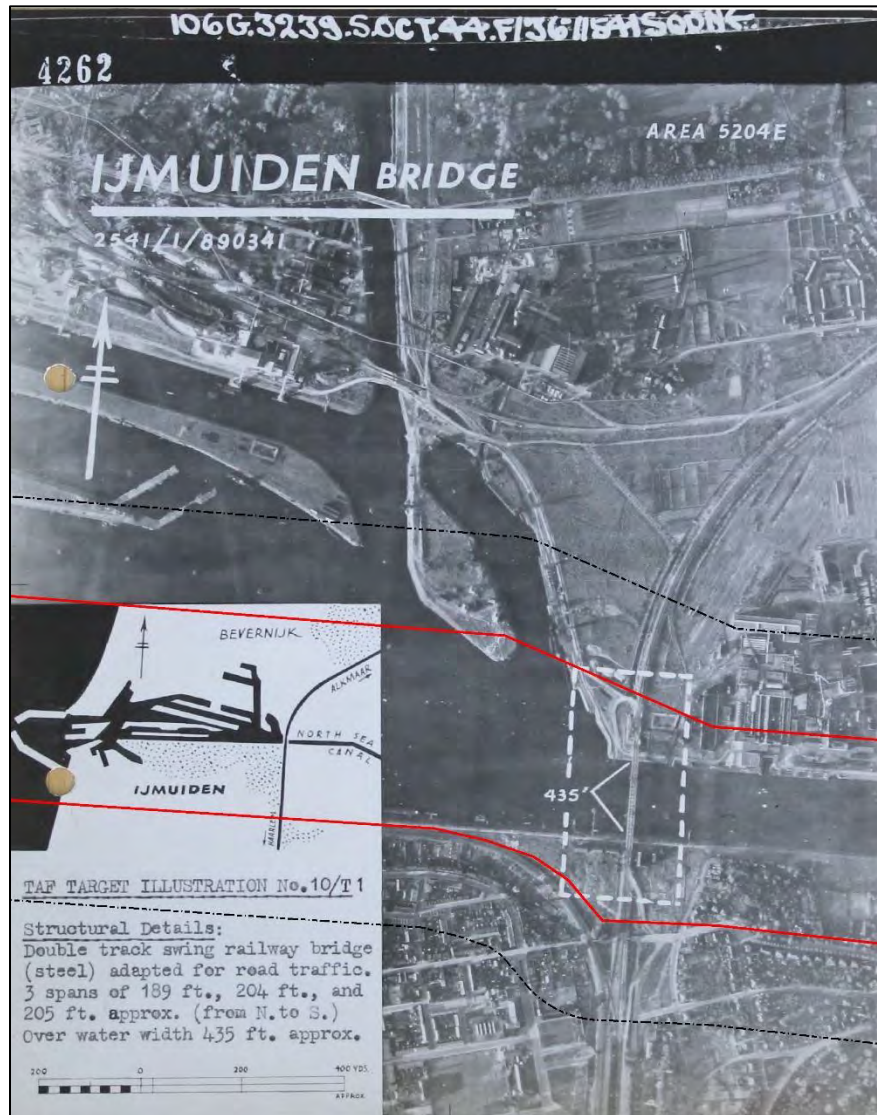 106G.3239.5.OCT.44.F/36"//541SQDN←
4262
AREA 5204E
IJMUIDEN BRIDGE
2541/1/890341
435'
BEVERNIJK
ALKMAAR
NORTH SEA
CANAL
IJMUIDEN
HAARLEM
TAF TARGET ILLUSTRATION No.10/T1
Structural Details:
Double track swing railway bridge
(steel) adapted for road traffic.
3 spans of 189 ft., 204 ft., and
205 ft. approx. (from N.to S.)
Over water width 435 ft. approx.
200 0 200 400 YDS.
APPROX.